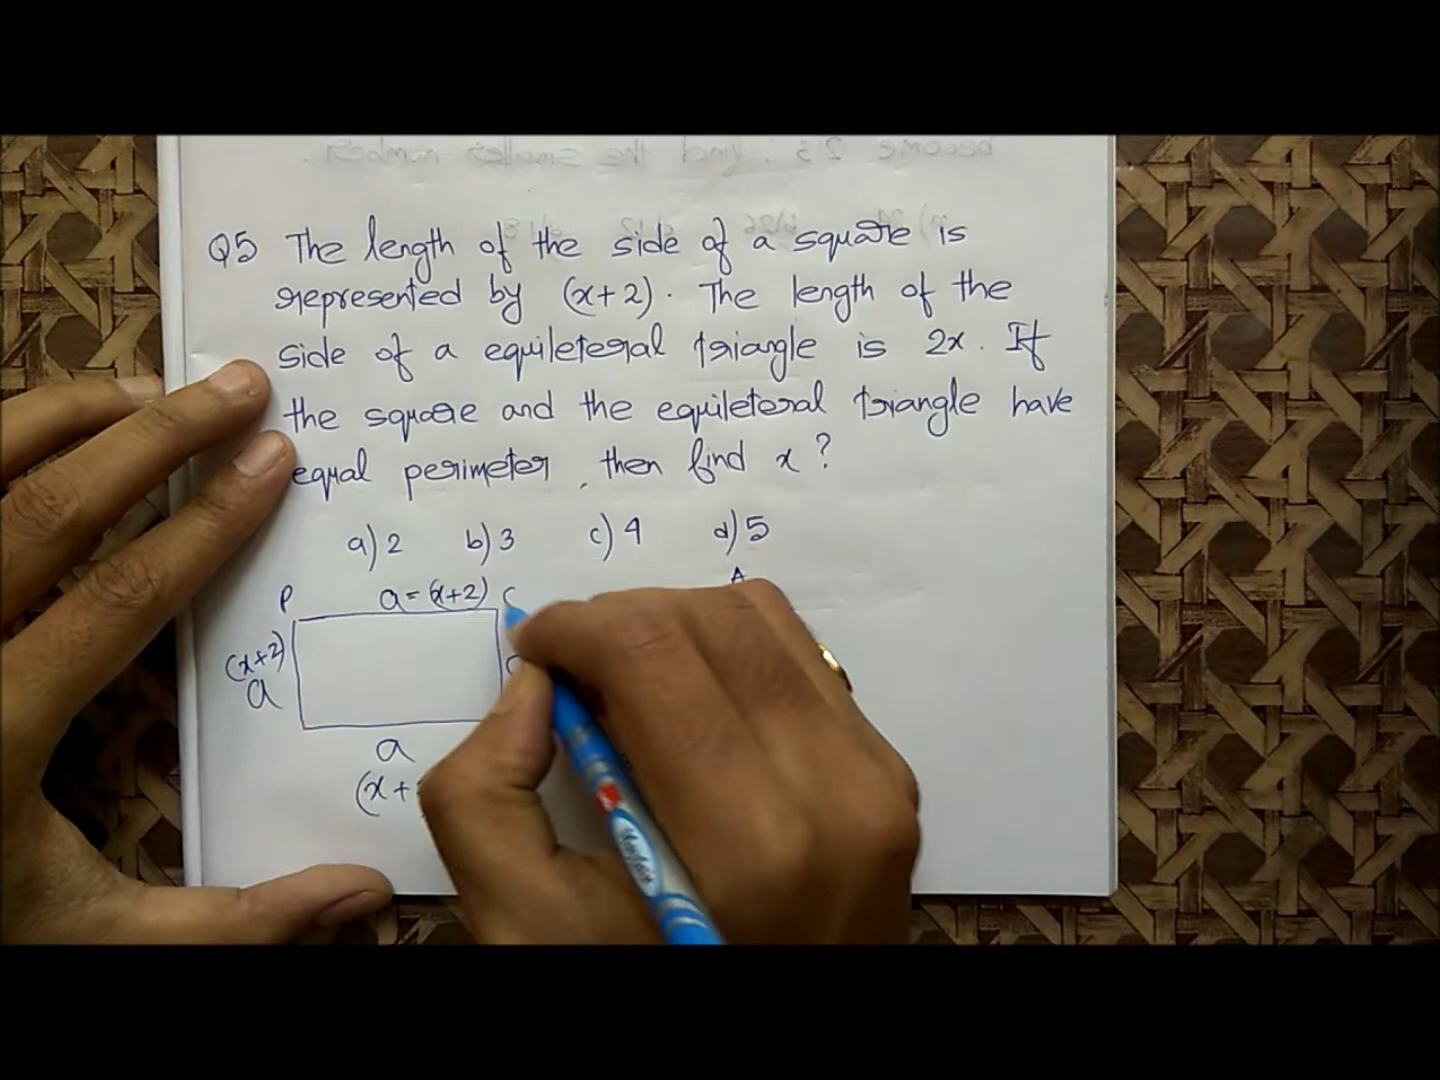 Q5 The length of the side of a square is
represented by (x+2). The length of the
side of a equileteral triangle is 2x. If
the square and the equileteral triangle have
equal perimeter, then find x?
a) 2 b) 3 c) 4 d) 5
P a = (x+2) A
(x+2)
a
a
(x+